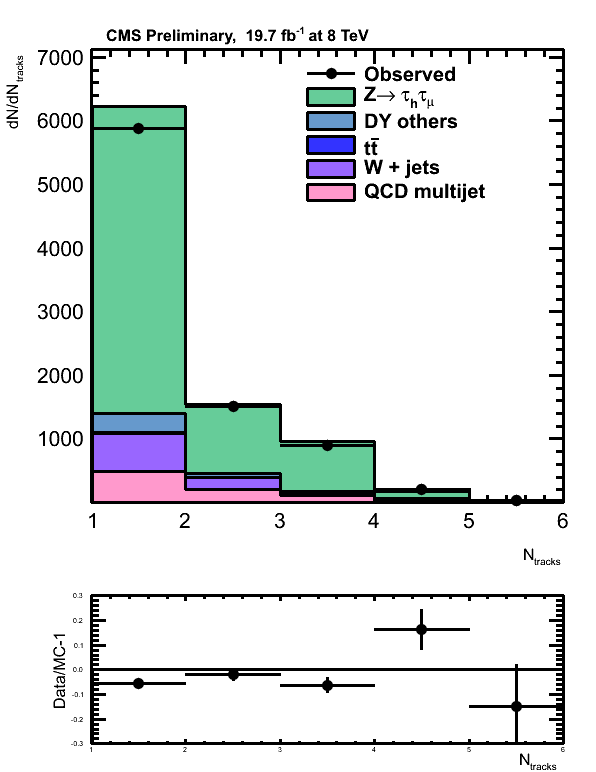 CMS Preliminary, 19.7 fb⁻¹ at 8 TeV
dN/dN_tracks
7000
6000
5000
4000
3000
2000
1000
Observed
Z→ τ_hτ_μ
DY others
tt̄
W + jets
QCD multijet
1 2 3 4 5 6
N_tracks
Data/MC-1
0.3
0.2
0.1
0.0
-0.1
-0.2
-0.3
1 2 3 4 5 6
N_tracks